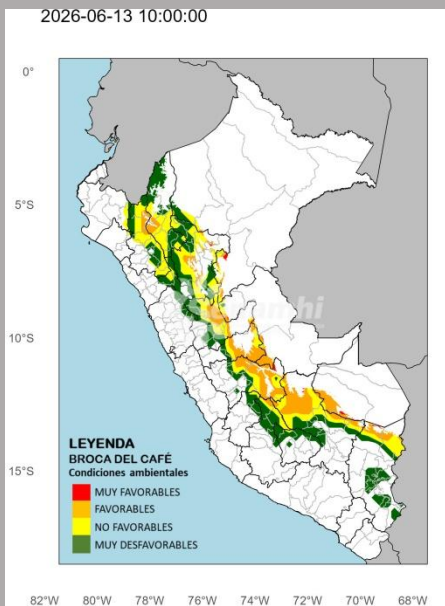 2026-06-13 10:00:00
0°
5°S
10°S
15°S
senamhi
LEYENDA
BROCA DEL CAFÉ
Condiciones ambientales
MUY FAVORABLES
FAVORABLES
NO FAVORABLES
MUY DESFAVORABLES
82°W 80°W 78°W 76°W 74°W 72°W 70°W 68°W